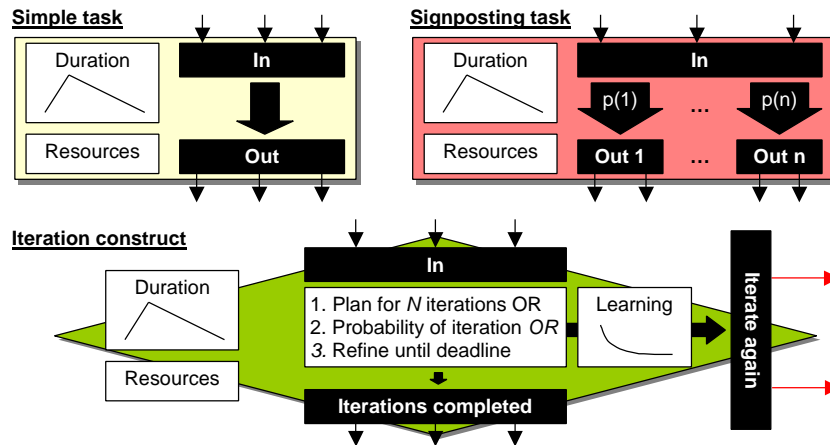 Simple task
Duration
In
Resources
Out
Signposting task
Duration
In
p(1) ... p(n)
Resources
Out 1 ... Out n
Iteration construct
Duration
Resources
In
1. Plan for N iterations OR
2. Probability of iteration OR
3. Refine until deadline
Learning
Iterations completed
Iterate again